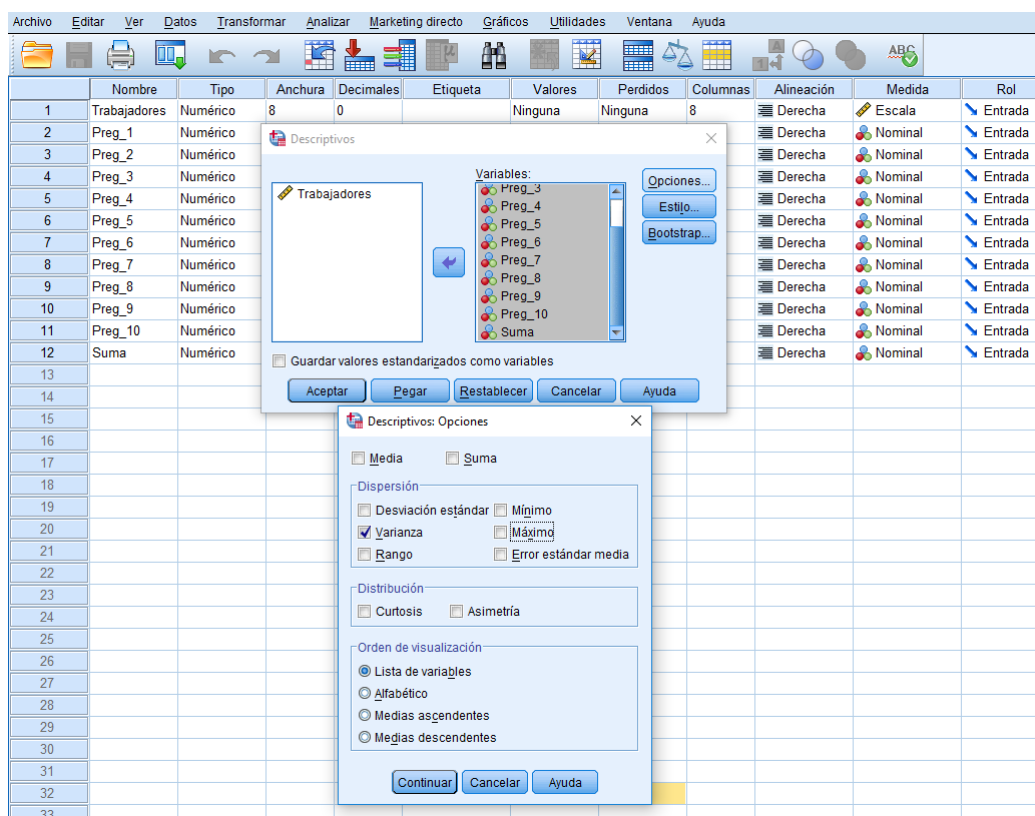 Archivo Editar Ver Datos Transformar Analizar Marketing directo Gráficos Utilidades Ventana Ayuda
A
1 4
ABC
Nombre Tipo Anchura Decimales Etiqueta Valores Perdidos Columnas Alineación Medida Rol
1 Trabajadores Numérico 8 0 Ninguna Ninguna 8 Derecha Escala Entrada
2 Preg_1 Numérico Derecha Nominal Entrada
3 Preg_2 Numérico Derecha Nominal Entrada
4 Preg_3 Numérico Derecha Nominal Entrada
5 Preg_4 Numérico Derecha Nominal Entrada
6 Preg_5 Numérico Derecha Nominal Entrada
7 Preg_6 Numérico Derecha Nominal Entrada
8 Preg_7 Numérico Derecha Nominal Entrada
9 Preg_8 Numérico Derecha Nominal Entrada
10 Preg_9 Numérico Derecha Nominal Entrada
11 Preg_10 Numérico Derecha Nominal Entrada
12 Suma Numérico Derecha Nominal Entrada
13
14
15
16
17
18
19
20
21
22
23
24
25
26
27
28
29
30
31
32
33
Descriptivos
Trabajadores
Variables:
Preg_3
Preg_4
Preg_5
Preg_6
Preg_7
Preg_8
Preg_9
Preg_10
Suma
Opciones...
Estilo...
Bootstrap...
Guardar valores estandarizados como variables
Aceptar Pegar Restablecer Cancelar Ayuda
Descriptivos: Opciones
Media Suma
Dispersión
Desviación estándar Mínimo
Varianza Máximo
Rango Error estándar media
Distribución
Curtosis Asimetría
Orden de visualización
Lista de variables
Alfabético
Medias ascendentes
Medias descendentes
Continuar Cancelar Ayuda